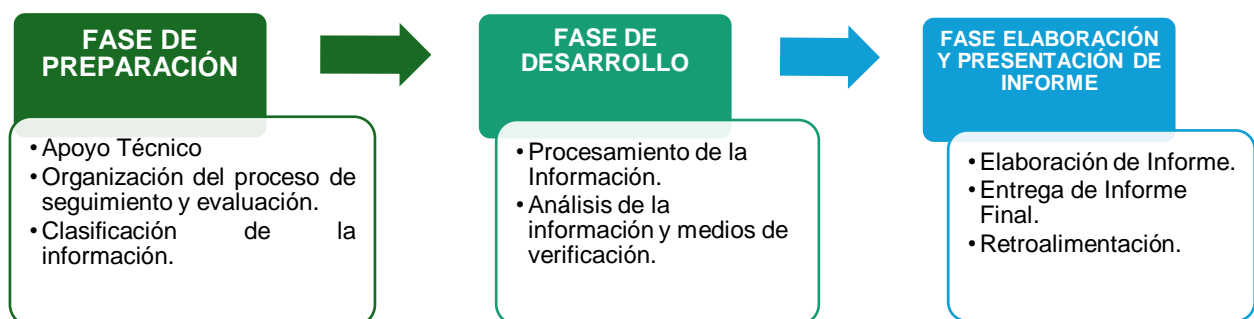 FASE DE
PREPARACIÓN
• Apoyo Técnico
• Organización del proceso de
seguimiento y evaluación.
• Clasificación de la
información.
FASE DE
DESARROLLO
• Procesamiento de la
Información.
• Análisis de la
información y medios de
verificación.
FASE ELABORACIÓN
Y PRESENTACIÓN DE
INFORME
• Elaboración de Informe.
• Entrega de Informe
Final.
• Retroalimentación.